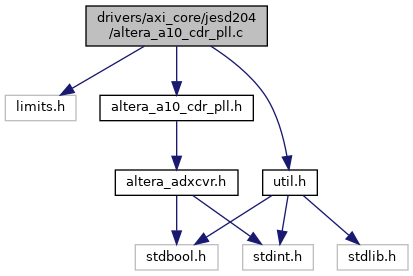 drivers/axi_core/jesd204
/altera_a10_cdr_pll.c
limits.h
altera_a10_cdr_pll.h
altera_adxcvr.h
util.h
stdbool.h
stdint.h
stdlib.h